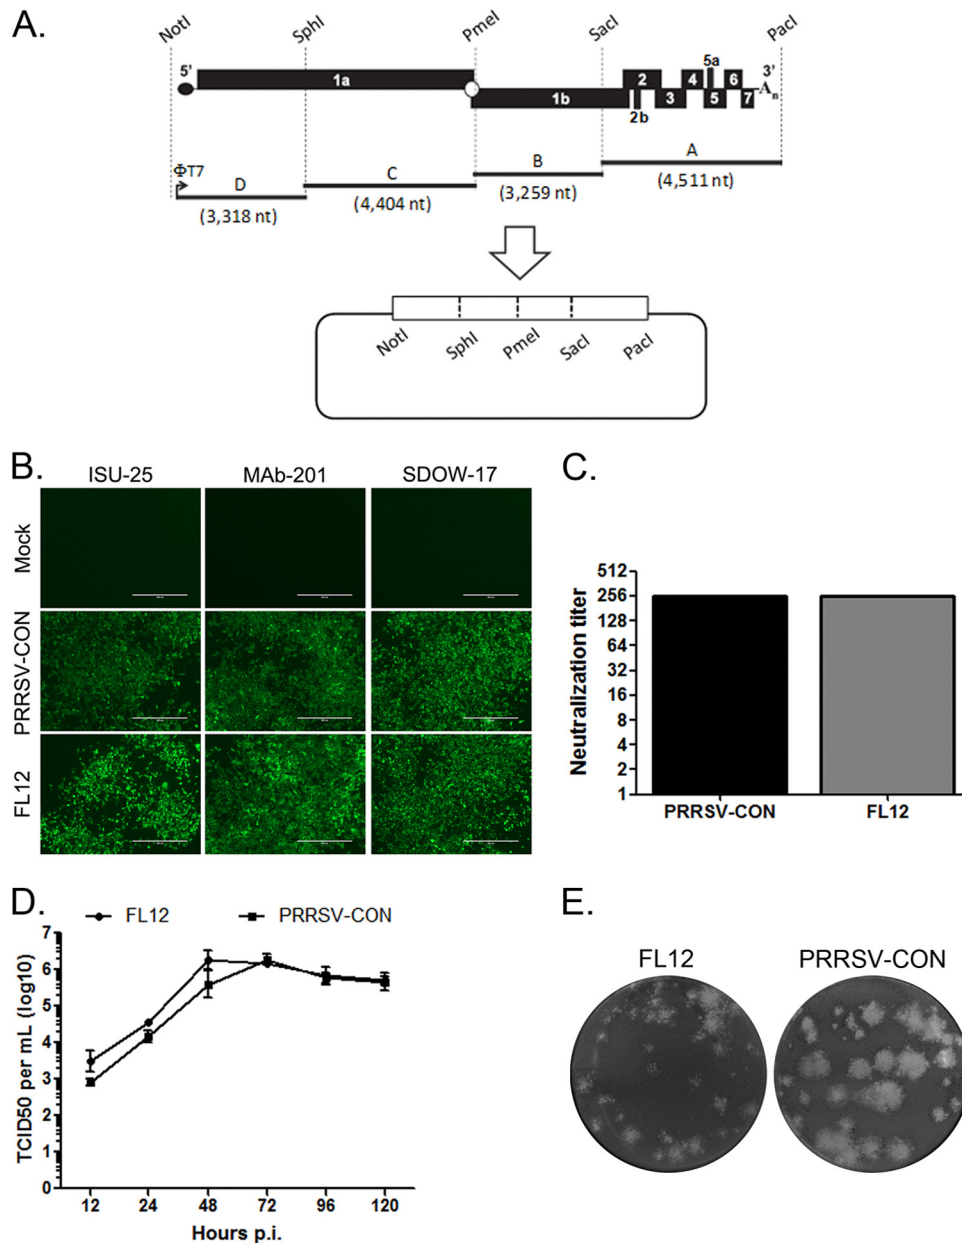 A.
NotI SphI PmeI SacI PacI
5' 1a 1b 2 2b 3 4 5a 5 6 7 3' An
ΦT7
D C B A
(3,318 nt) (4,404 nt) (3,259 nt) (4,511 nt)
NotI SphI PmeI SacI PacI
B.
ISU-25 MAb-201 SDOW-17
Mock
PRRSV-CON
FL12
C.
Neutralization titer
512
256
128
64
32
16
8
4
2
1
PRRSV-CON FL12
D.
FL12 PRRSV-CON
TCID50 per mL (log10)
7
6
5
4
3
2
1
0
12 24 48 72 96 120
Hours p.i.
E.
FL12 PRRSV-CON